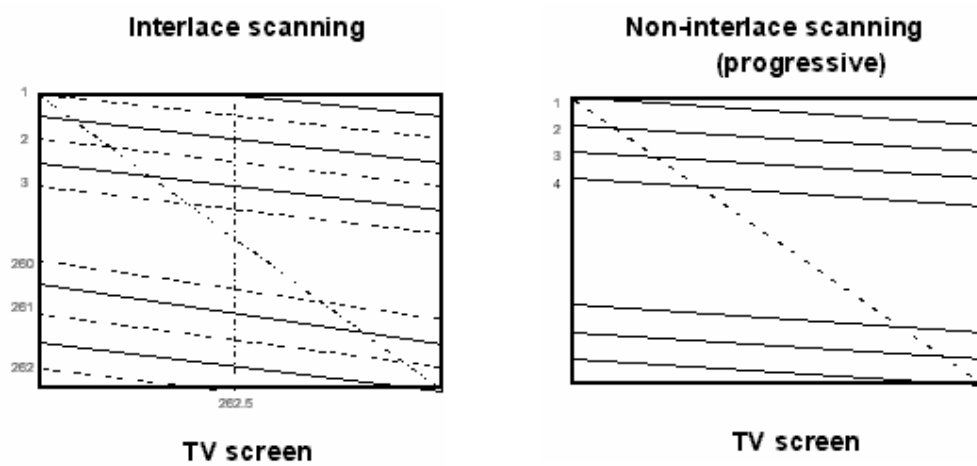 Interlace scanning
1
2
3
260
261
262
262.5
TV screen
Non-interlace scanning
(progressive)
1
2
3
4
TV screen